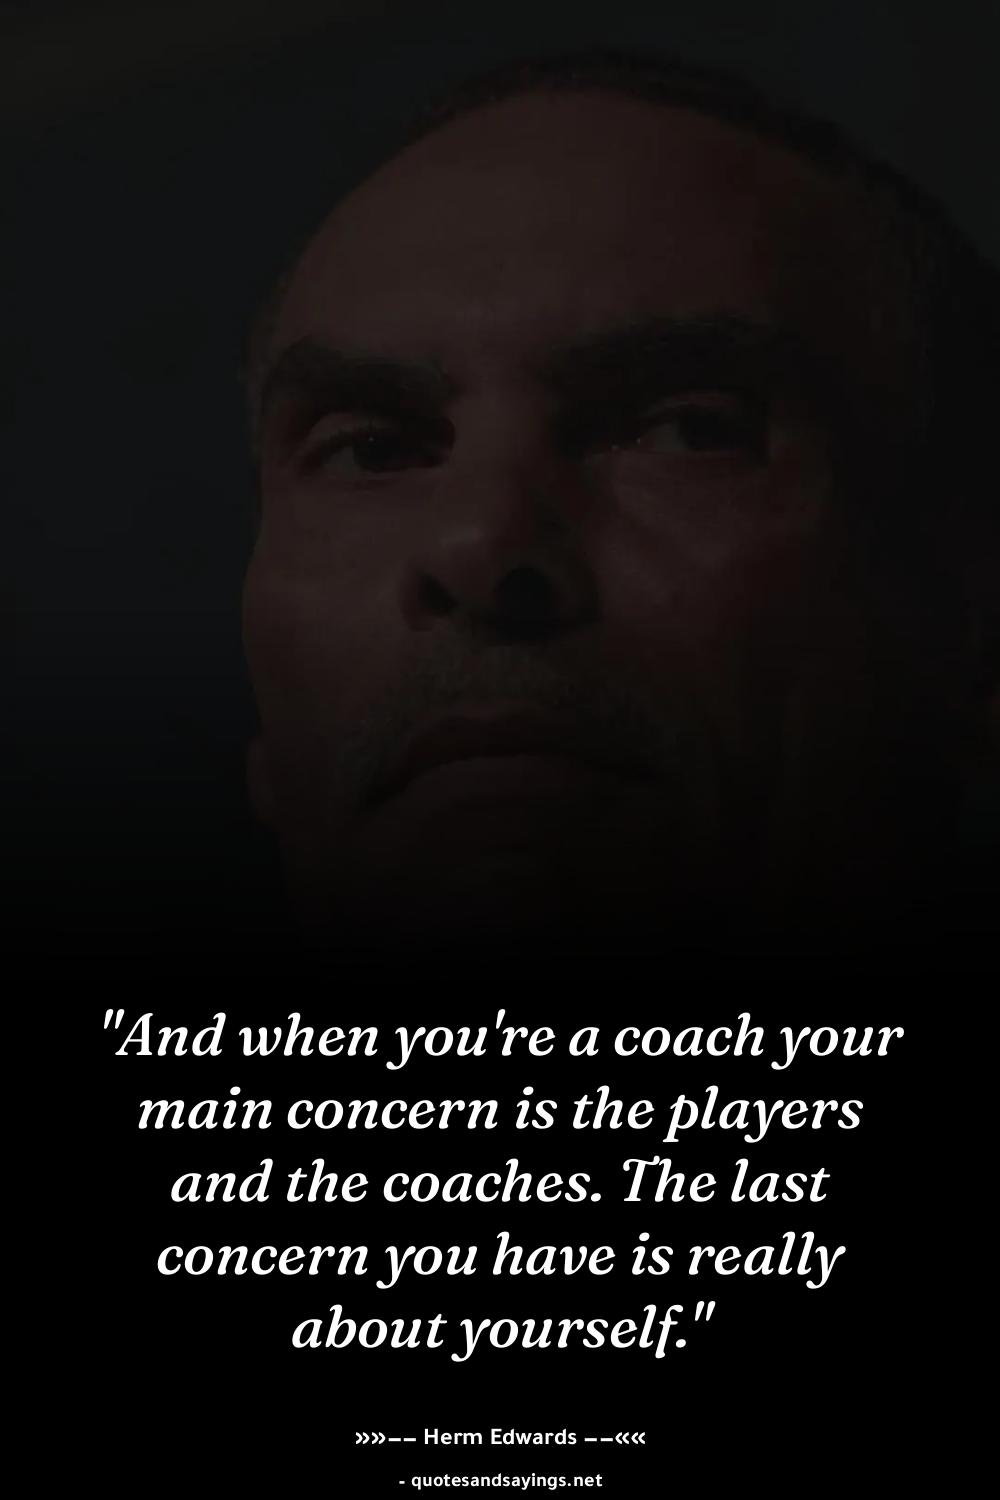 "And when you're a coach your
main concern is the players
and the coaches. The last
concern you have is really
about yourself."
»»–– Herm Edwards ––««
- quotesandsayings.net